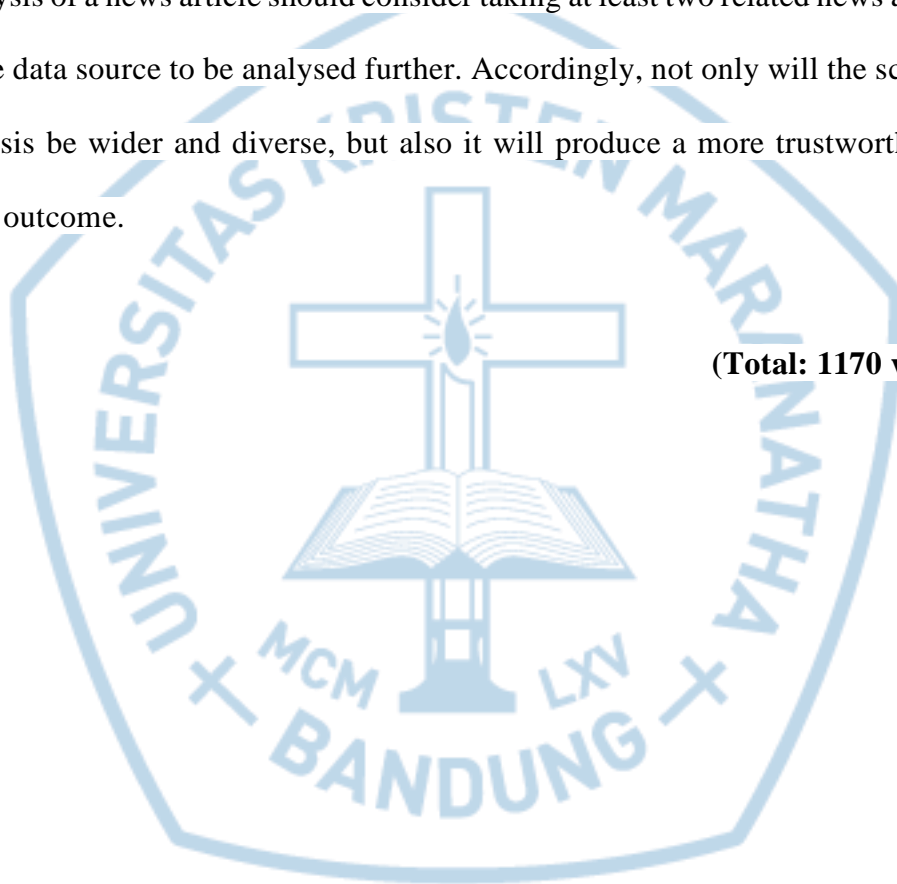 ysis of a news article should consider taking at least two related news a
e data source to be analysed further. Accordingly, not only will the sc
sis be wider and diverse, but also it will produce a more trustworth
outcome.
(Total: 1170 w
UNIVERSITAS KRISTEN MARANATHA
MCM LXV
BANDUNG